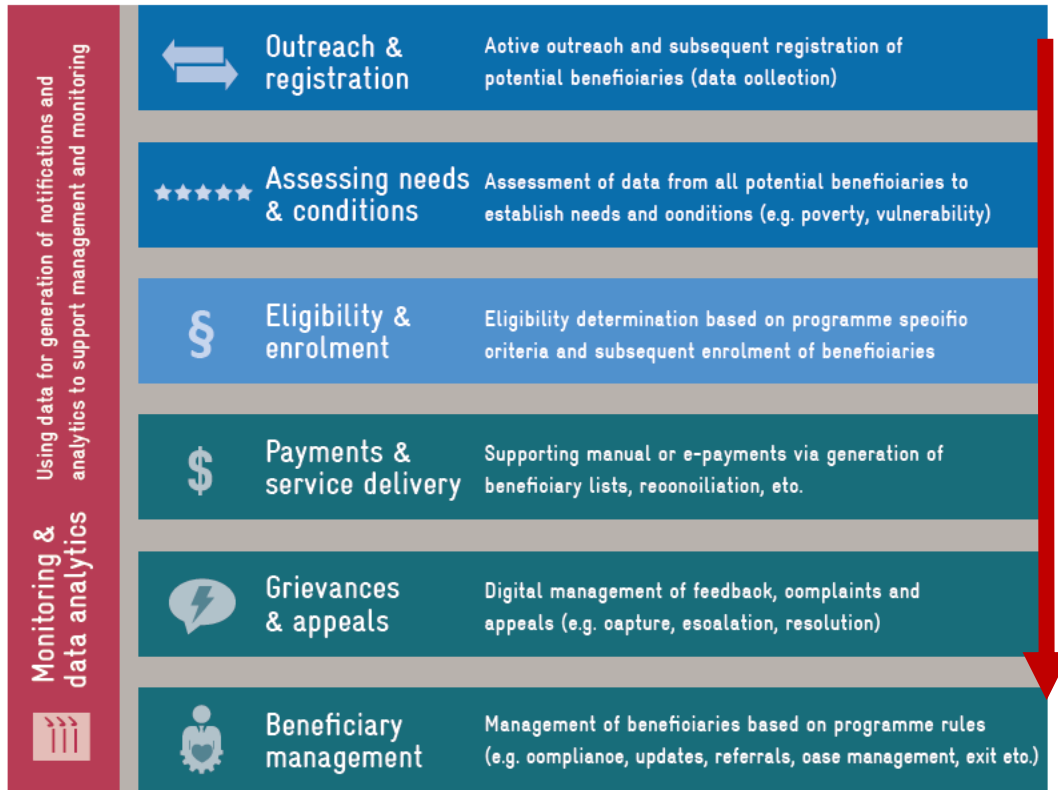 Monitoring &
data analytics
Using data for generation of notifications and
analytics to support management and monitoring
Outreach &
registration
Aotive outreach and subsequent registration of
potential benefioiaries (data collection)
Assessing needs
& conditions
Assessment of data from all potential benefioiaries to
establish needs and conditions (e.g. poverty, vulnerability)
Eligibility &
enrolment
Eligibility determination based on programme speoifio
oriteria and subsequent enrolment of benefioiaries
Payments &
service delivery
Supporting manual or e-payments via generation of
benefioiary lists, reoonoiliation, eto.
Grievances
& appeals
Digital management of feedback, oomplaints and
appeals (e.g. capture, esoalation, resolution)
Beneficiary
management
Management of benefioiaries based on programme rules
(e.g. oomplianoe, updates, referrals, oase management, exit eto.)